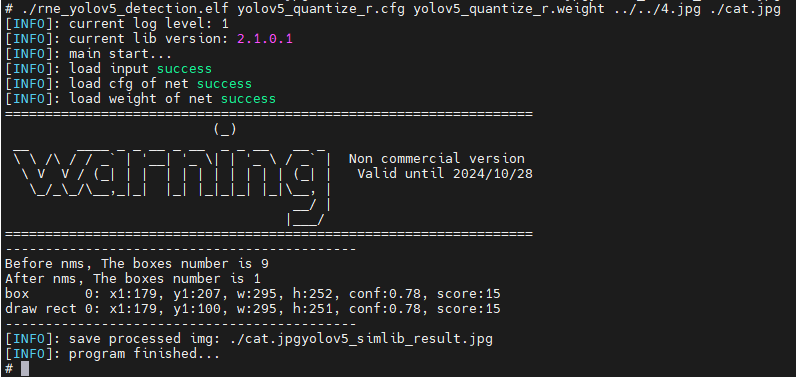 # ./rne_yolov5_detection.elf yolov5_quantize_r.cfg yolov5_quantize_r.weight ../../4.jpg ./cat.jpg
[INFO]: current log level: 1
[INFO]: current lib version: 2.1.0.1
[INFO]: main start...
[INFO]: load input success
[INFO]: load cfg of net success
[INFO]: load weight of net success
==================================================================
warning
Non commercial version
Valid until 2024/10/28
==================================================================
--------------------------------------------
Before nms, The boxes number is 9
After nms, The boxes number is 1
box       0: x1:179, y1:207, w:295, h:252, conf:0.78, score:15
draw rect 0: x1:179, y1:100, w:295, h:251, conf:0.78, score:15
--------------------------------------------
[INFO]: save processed img: ./cat.jpgyolov5_simlib_result.jpg
[INFO]: program finished...
#